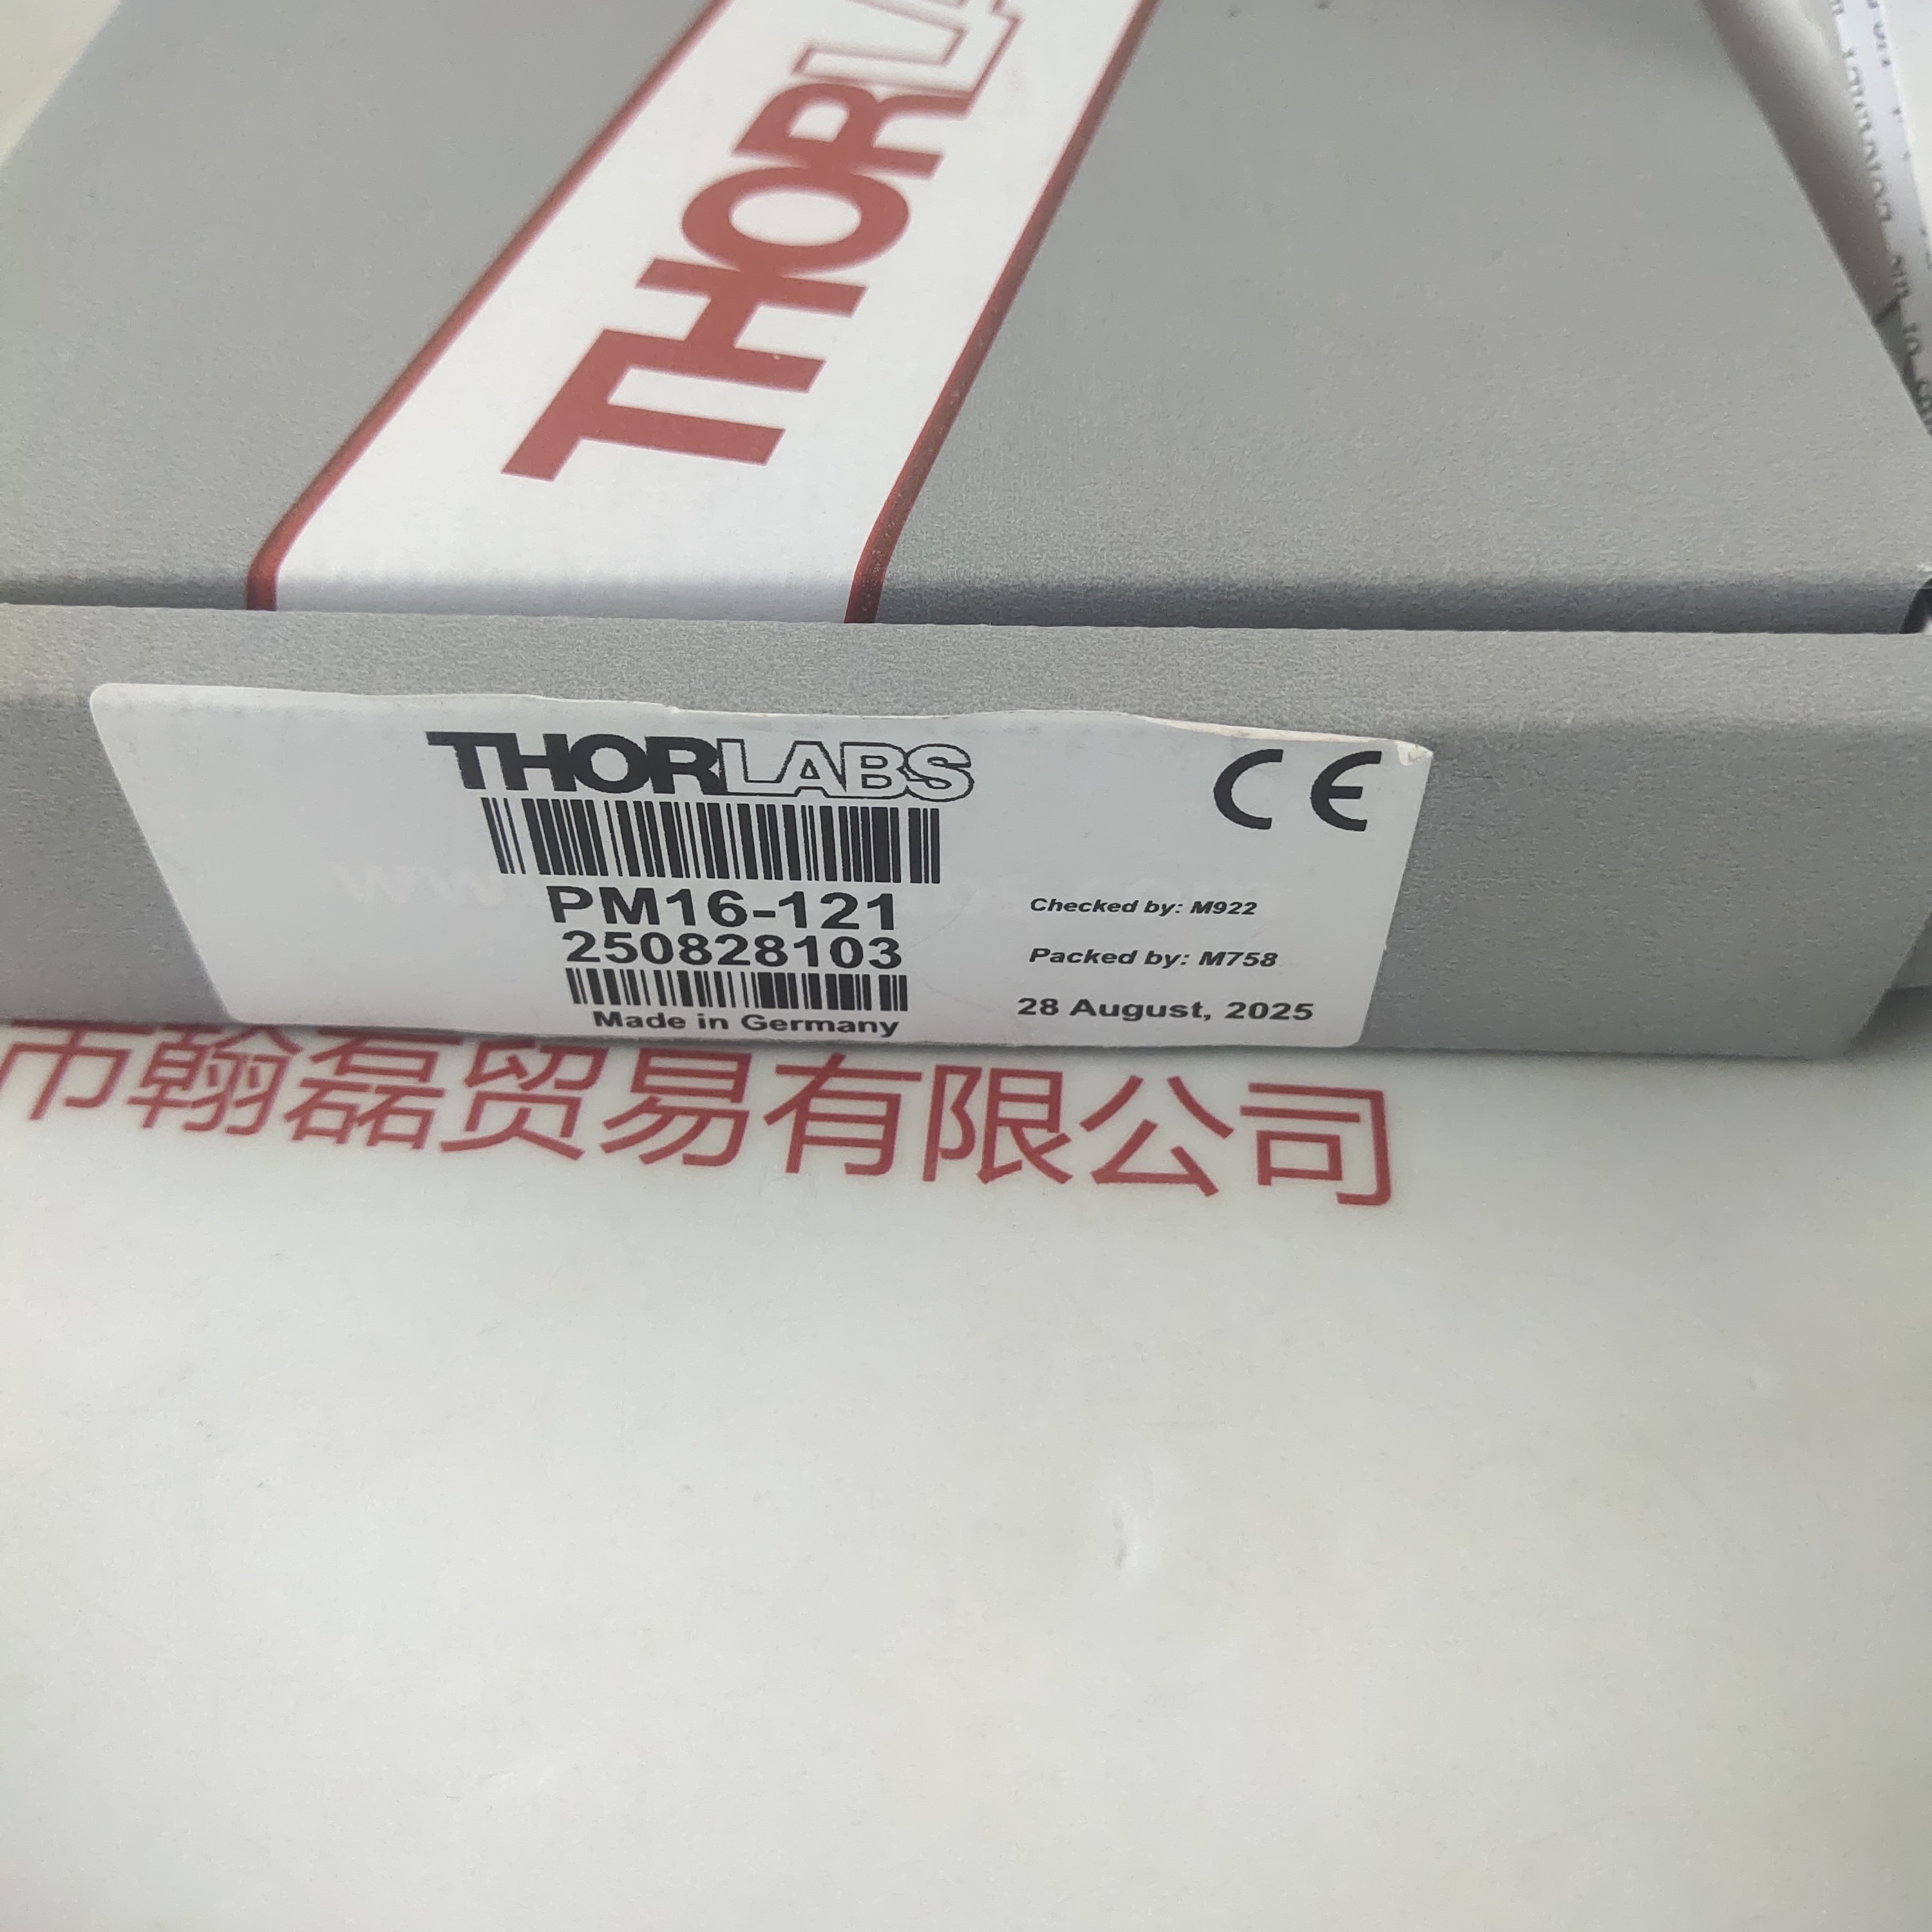 THORLA
THORLABS
CE
PM16-121
250828103
Made in Germany
Checked by: M922
Packed by: M758
28 August, 2025
市翰磊贸易有限公司